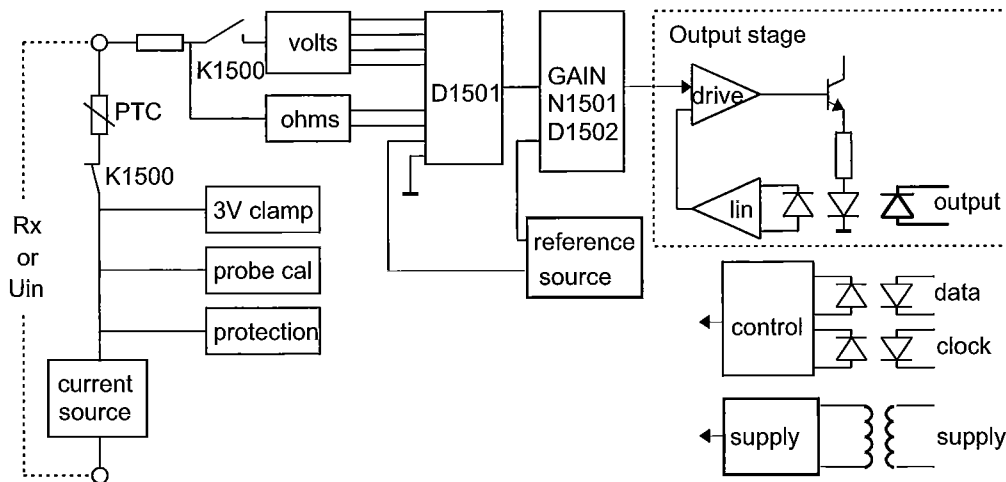 Output stage
volts
K1500
D1501
GAIN
N1501
D1502
drive
PTC
ohms
K1500
lin
output
3V clamp
Rx
or
Uin
probe cal
reference
source
protection
data
control
clock
current
source
supply
supply